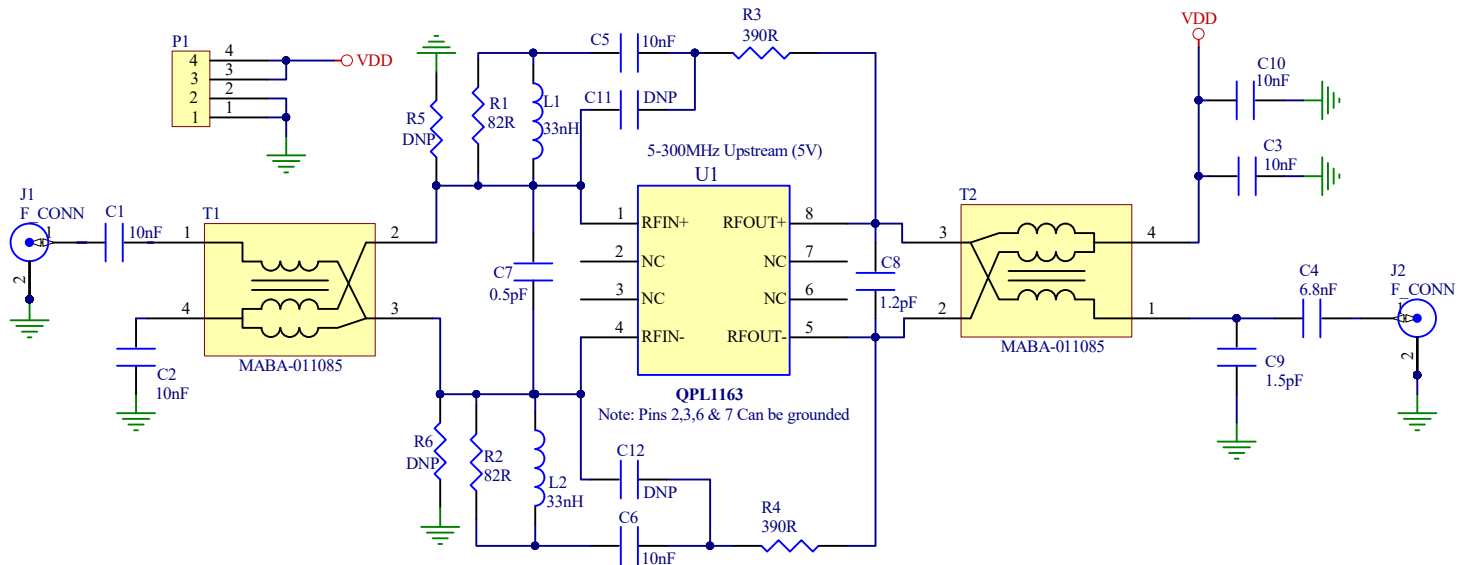 P1
4
3
2
1
4
3
2
1
VDD
J1
F_CONN
1
2
C1
10nF
C2
10nF
T1
1
4
2
3
MABA-011085
R5
DNP
R1
82R
L1
33nH
C5
10nF
C11
DNP
R3
390R
C7
0.5pF
5-300MHz Upstream (5V)
U1
1 RFIN+
2 NC
3 NC
4 RFIN-
RFOUT+ 8
NC 7
NC 6
RFOUT- 5
QPL1163
Note: Pins 2,3,6 & 7 Can be grounded
R6
DNP
R2
82R
L2
33nH
C12
DNP
C6
10nF
R4
390R
C8
1.2pF
T2
3
2
4
1
MABA-011085
VDD
C10
10nF
C3
10nF
C9
1.5pF
C4
6.8nF
J2
F_CONN
1
2